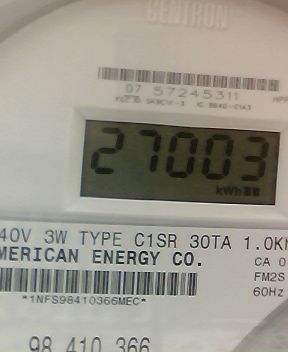 CENTRON
07 57245311
27003
kWh
40V 3W TYPE C1SR 30TA 1.0K
MERICAN ENERGY CO.
CA 0
FM2S
60Hz
*1NFS98410366MEC*
98 410 366